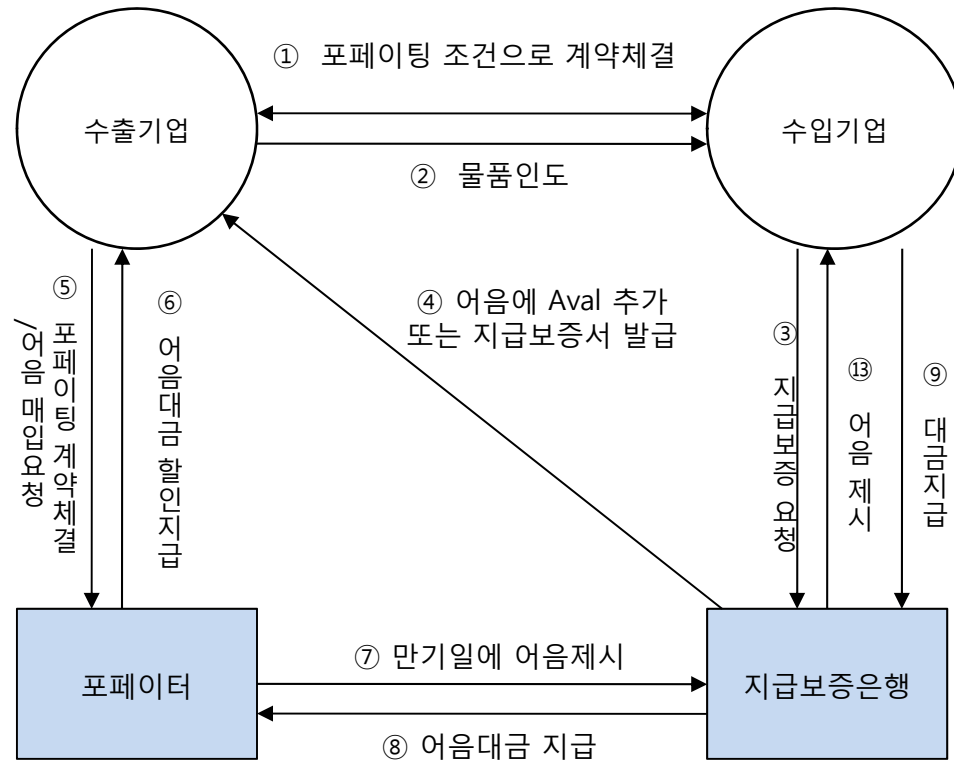 ① 포페이팅 조건으로 계약체결
수출기업
수입기업
② 물품인도
④ 어음에 Aval 추가
또는 지급보증서 발급
⑤ 포페이팅 계약체결
/어음 매입요청
⑥ 어음대금 할인지급
③ 지급보증 요청
⑬ 어음 제시
⑨ 대금지급
⑦ 만기일에 어음제시
포페이터
지급보증은행
⑧ 어음대금 지급